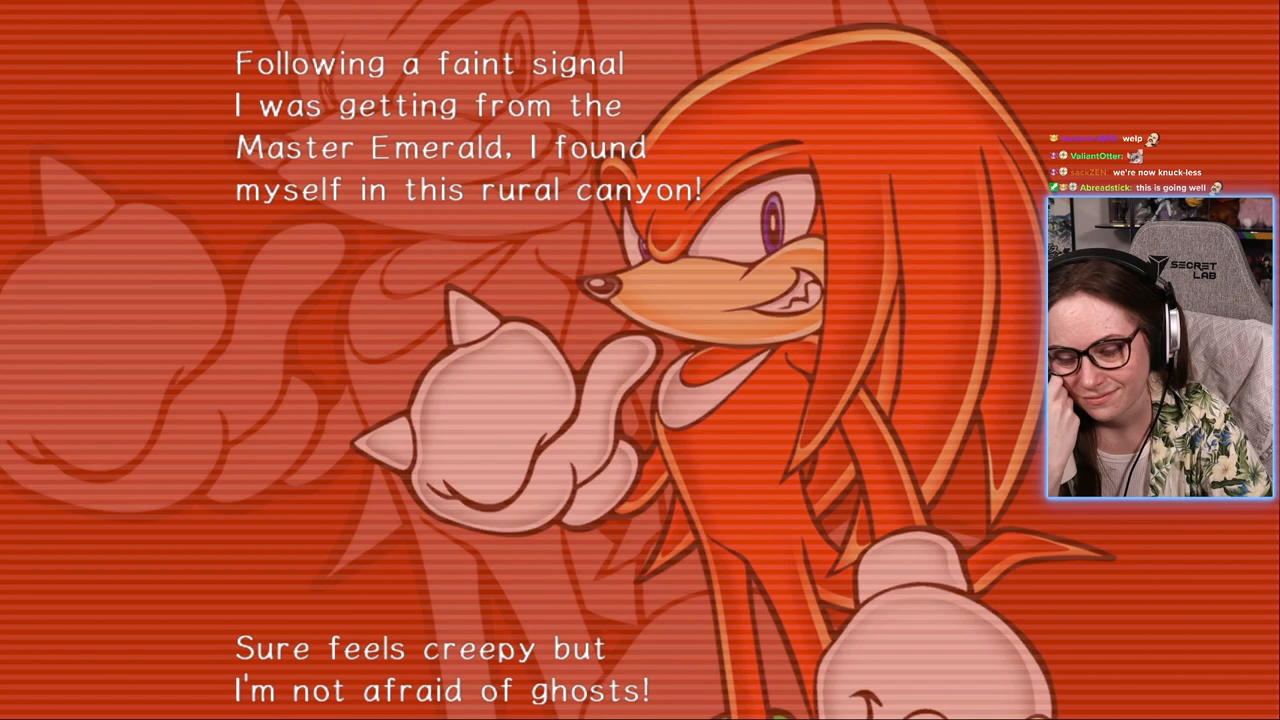 Following a faint signal
I was getting from the
Master Emerald, I found
myself in this rural canyon!
welp
ValiantOtter:
sackZEN: we're now knuck-less
Abreadstick: this is going well
SECRET
LAB
Sure feels creepy but
I'm not afraid of ghosts!